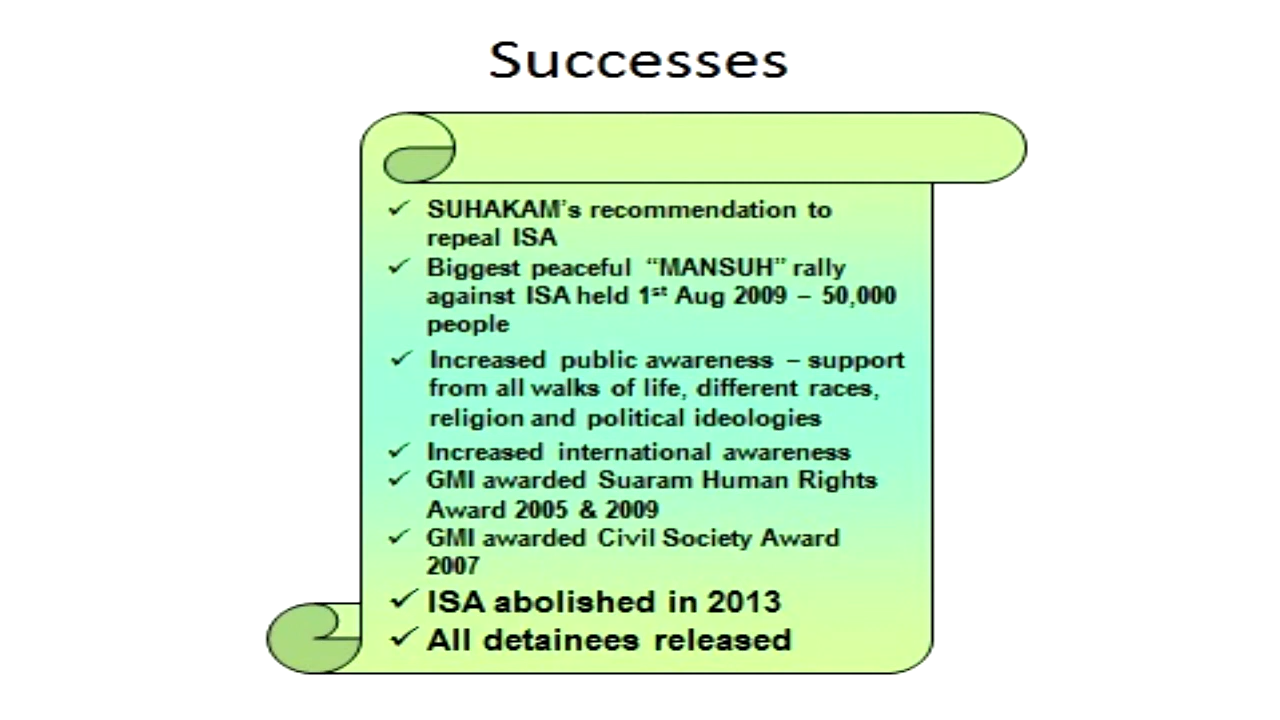 Successes
✓ SUHAKAM's recommendation to
repeal ISA
✓ Biggest peaceful “MANSUH” rally
against ISA held 1st Aug 2009 – 50,000
people
✓ Increased public awareness – support
from all walks of life, different races,
religion and political ideologies
✓ Increased international awareness
✓ GMI awarded Suaram Human Rights
Award 2005 & 2009
✓ GMI awarded Civil Society Award
2007
✓ ISA abolished in 2013
✓ All detainees released